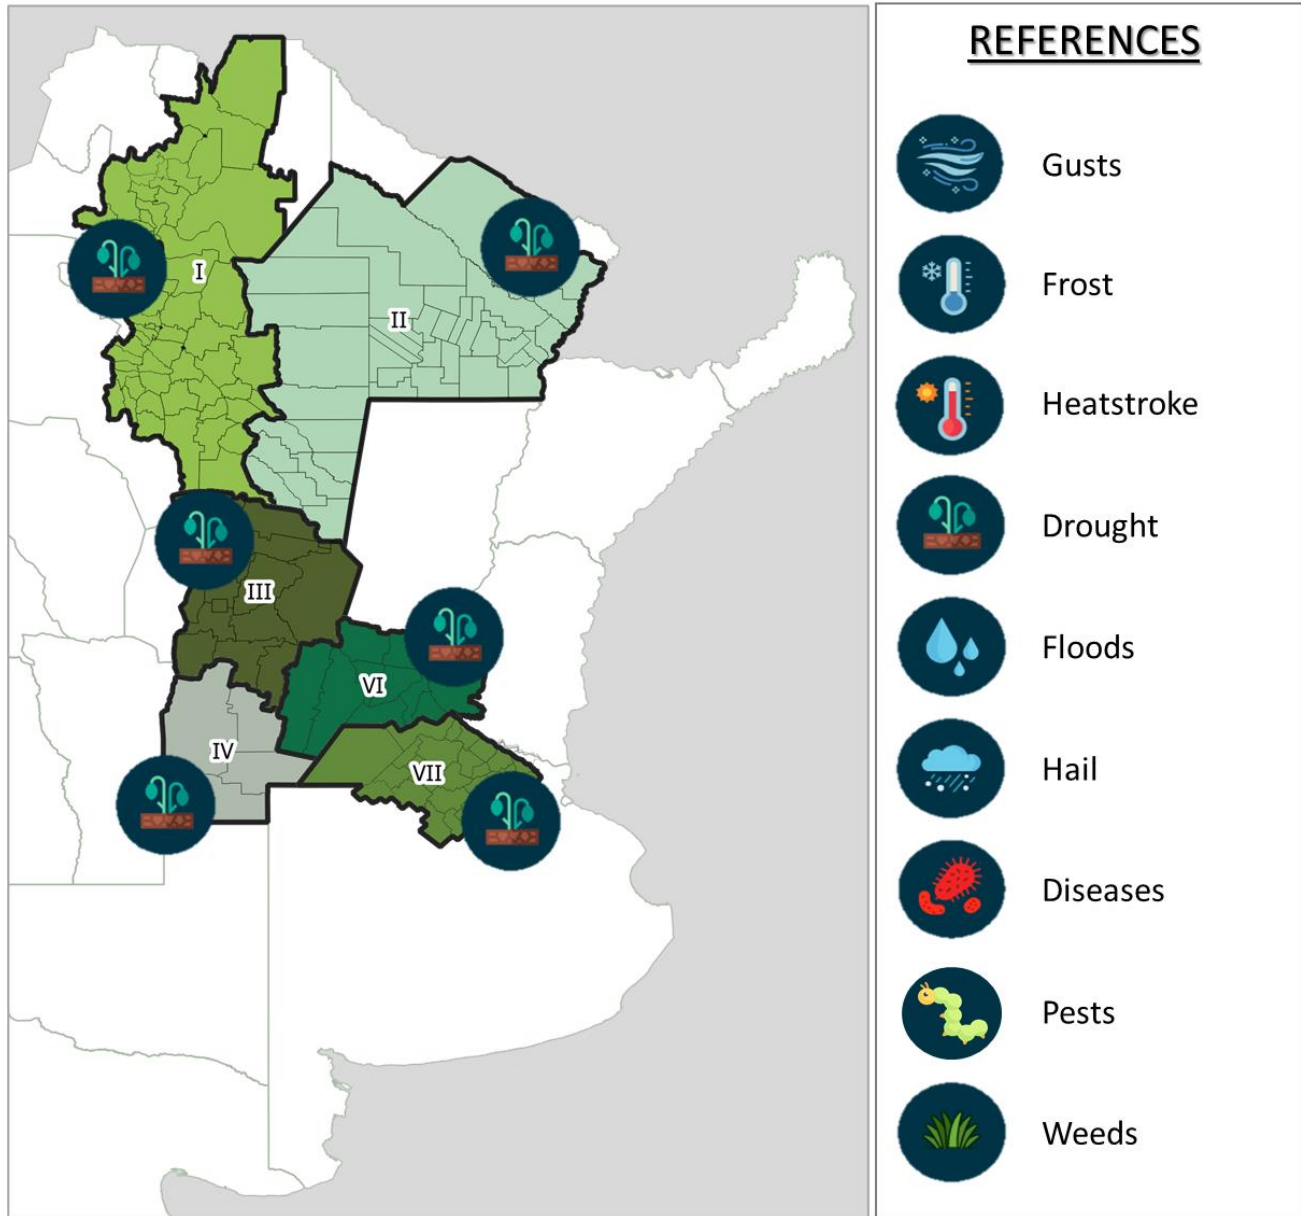 REFERENCES
Gusts
Frost
Heatstroke
Drought
Floods
Hail
Diseases
Pests
Weeds
I
II
III
VI
IV
VII